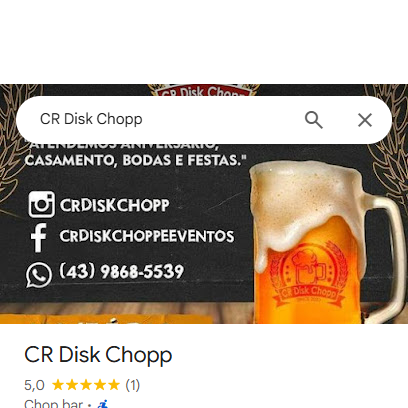 CR Disk Chopp
CR Disk Chopp
"ATENDEMOS ANIVERSÁRIO,
CASAMENTO, BODAS E FESTAS."
CRDISKCHOPP
CRDISKCHOPPEEVENTOS
(43) 9868-5539
CR Disk Chopp
CR Disk Chopp
5,0 ★★★★★ (1)
Chop bar ·